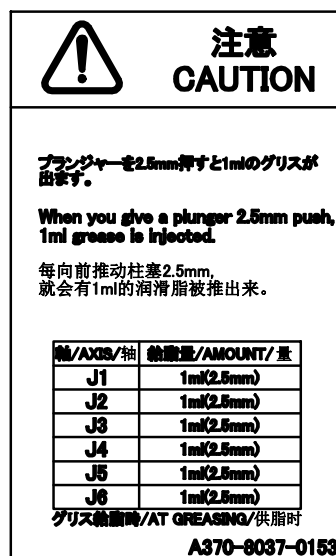 注意
CAUTION
プランジャーを2.5mm押すと1mlのグリスが
出ます。
When you give a plunger 2.5mm push,
1ml grease is injected.
每向前推动柱塞2.5mm,
就会有1ml的润滑脂被推出来。
軸/AXIS/轴 給脂量/AMOUNT/量
J1 1ml(2.5mm)
J2 1ml(2.5mm)
J3 1ml(2.5mm)
J4 1ml(2.5mm)
J5 1ml(2.5mm)
J6 1ml(2.5mm)
グリス給脂時/AT GREASING/供脂时
A370-8037-0153